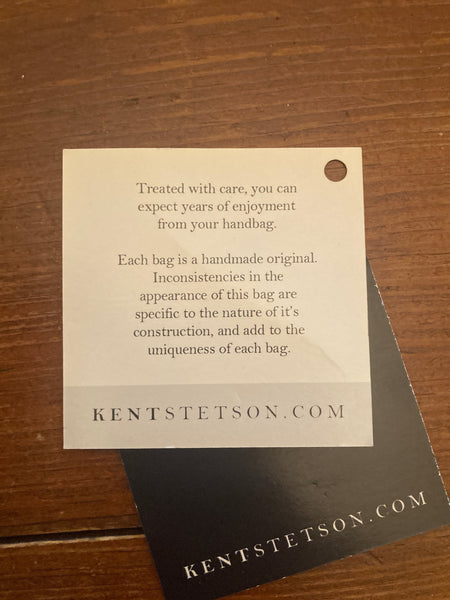 Treated with care, you can
expect years of enjoyment
from your handbag.
Each bag is a handmade original.
Inconsistencies in the
appearance of this bag are
specific to the nature of it's
construction, and add to the
uniqueness of each bag.
KENTSTETSON.COM
KENTSTETSON.COM